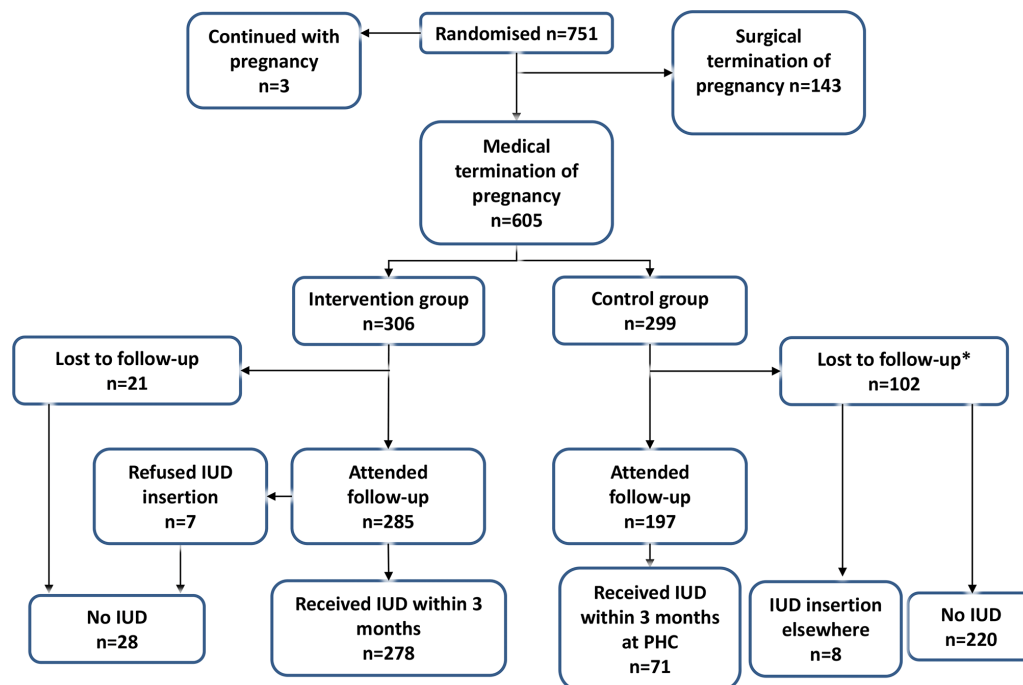 Continued with
pregnancy
n=3
Randomised n=751
Surgical
termination of
pregnancy n=143
Medical
termination of
pregnancy
n=605
Intervention group
n=306
Control group
n=299
Lost to follow-up
n=21
Lost to follow-up*
n=102
Refused IUD
insertion
n=7
Attended
follow-up
n=285
Attended
follow-up
n=197
No IUD
n=28
Received IUD within 3
months
n=278
Received IUD
within 3 months
at PHC
n=71
IUD insertion
elsewhere
n=8
No IUD
n=220